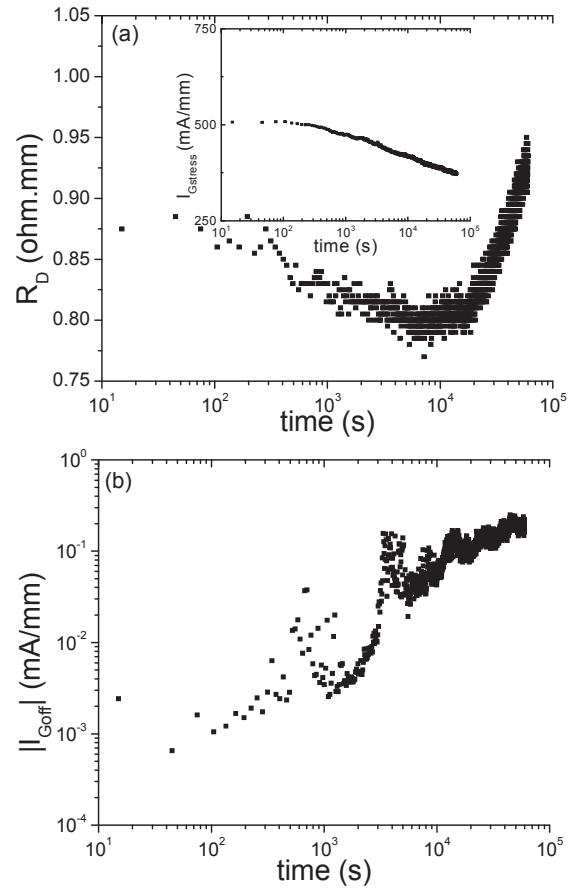 (a)
1.05
1.00
0.95
0.90
0.85
0.80
0.75
R_D (ohm.mm)
10^1 10^2 10^3 10^4 10^5
time (s)
750
500
250
I_Gstress (mA/mm)
10^1 10^2 10^3 10^4 10^5
time (s)
(b)
10^0
10^-1
10^-2
10^-3
10^-4
|I_Goff| (mA/mm)
10^1 10^2 10^3 10^4 10^5
time (s)